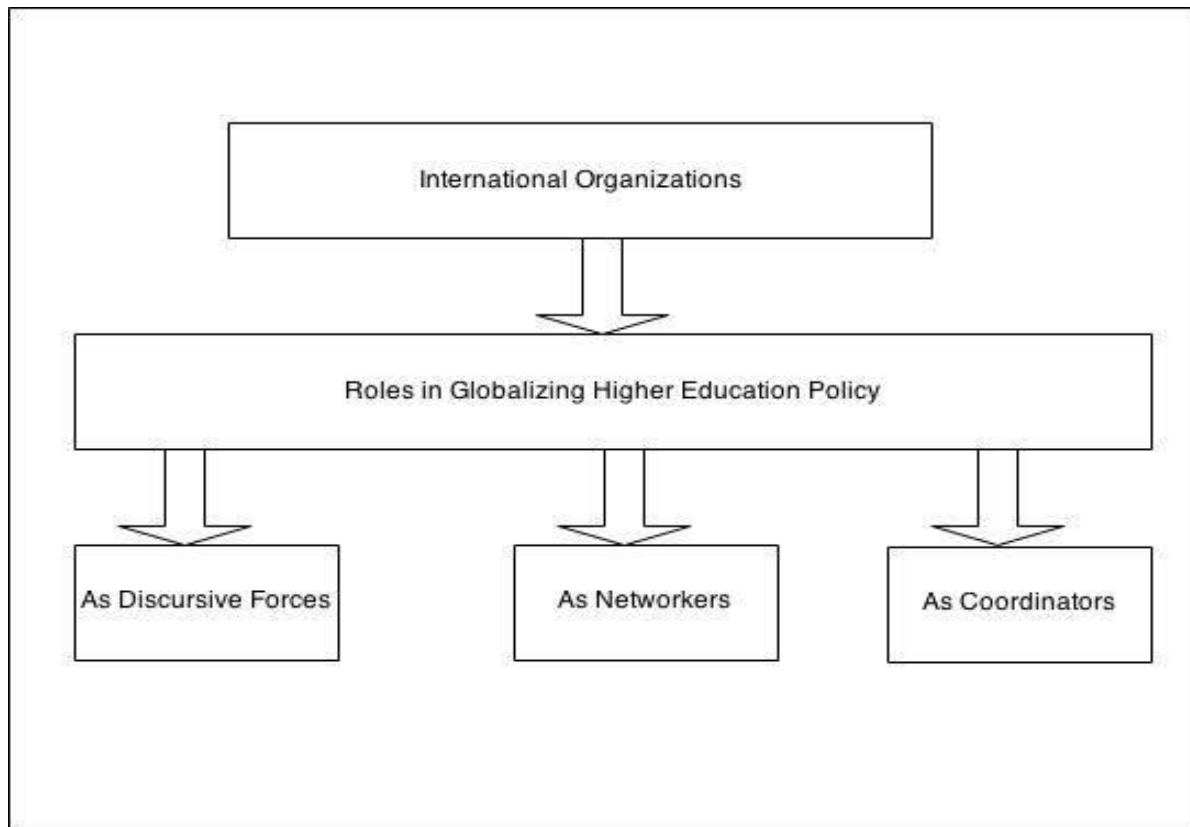 International Organizations
Roles in Globalizing Higher Education Policy
As Discursive Forces
As Networkers
As Coordinators